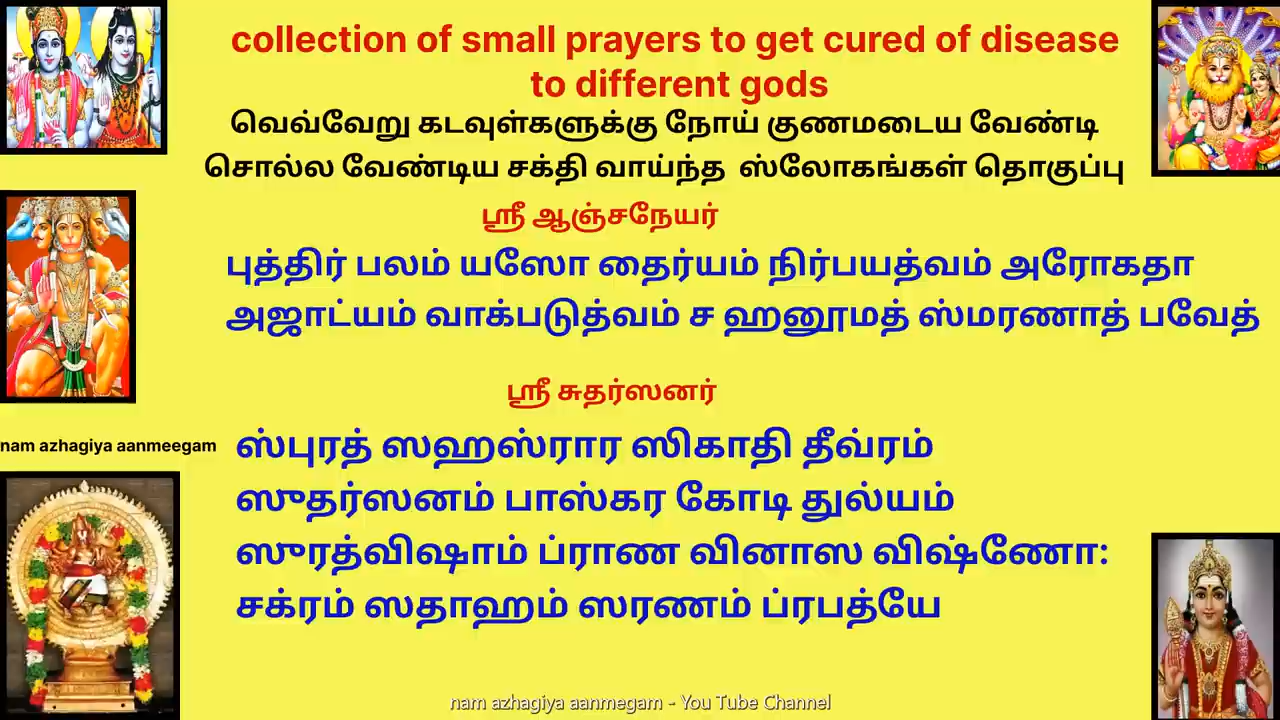 collection of small prayers to get cured of disease
to different gods
வெவ்வேறு கடவுள்களுக்கு நோய் குணமடைய வேண்டி
சொல்ல வேண்டிய சக்தி வாய்ந்த ஸ்லோகங்கள் தொகுப்பு
ஸ்ரீ ஆஞ்சநேயர்
புத்திர் பலம் யஸோ தைர்யம் நிர்பயத்வம் அரோகதா
அஜாட்யம் வாக்படுத்வம் ச ஹனூமத் ஸ்மரணாத் பவேத்
ஸ்ரீ சுதர்ஸனர்
nam azhagiya aanmeegam
ஸ்புரத் ஸஹஸ்ரார ஸிகாதி தீவ்ரம்
ஸுதர்ஸனம் பாஸ்கர கோடி துல்யம்
ஸுரத்விஷாம் ப்ராண வினாஸ விஷ்ணோ:
சக்ரம் ஸதாஹம் ஸரணம் ப்ரபத்யே
nam azhagiya aanmegam - You Tube Channel